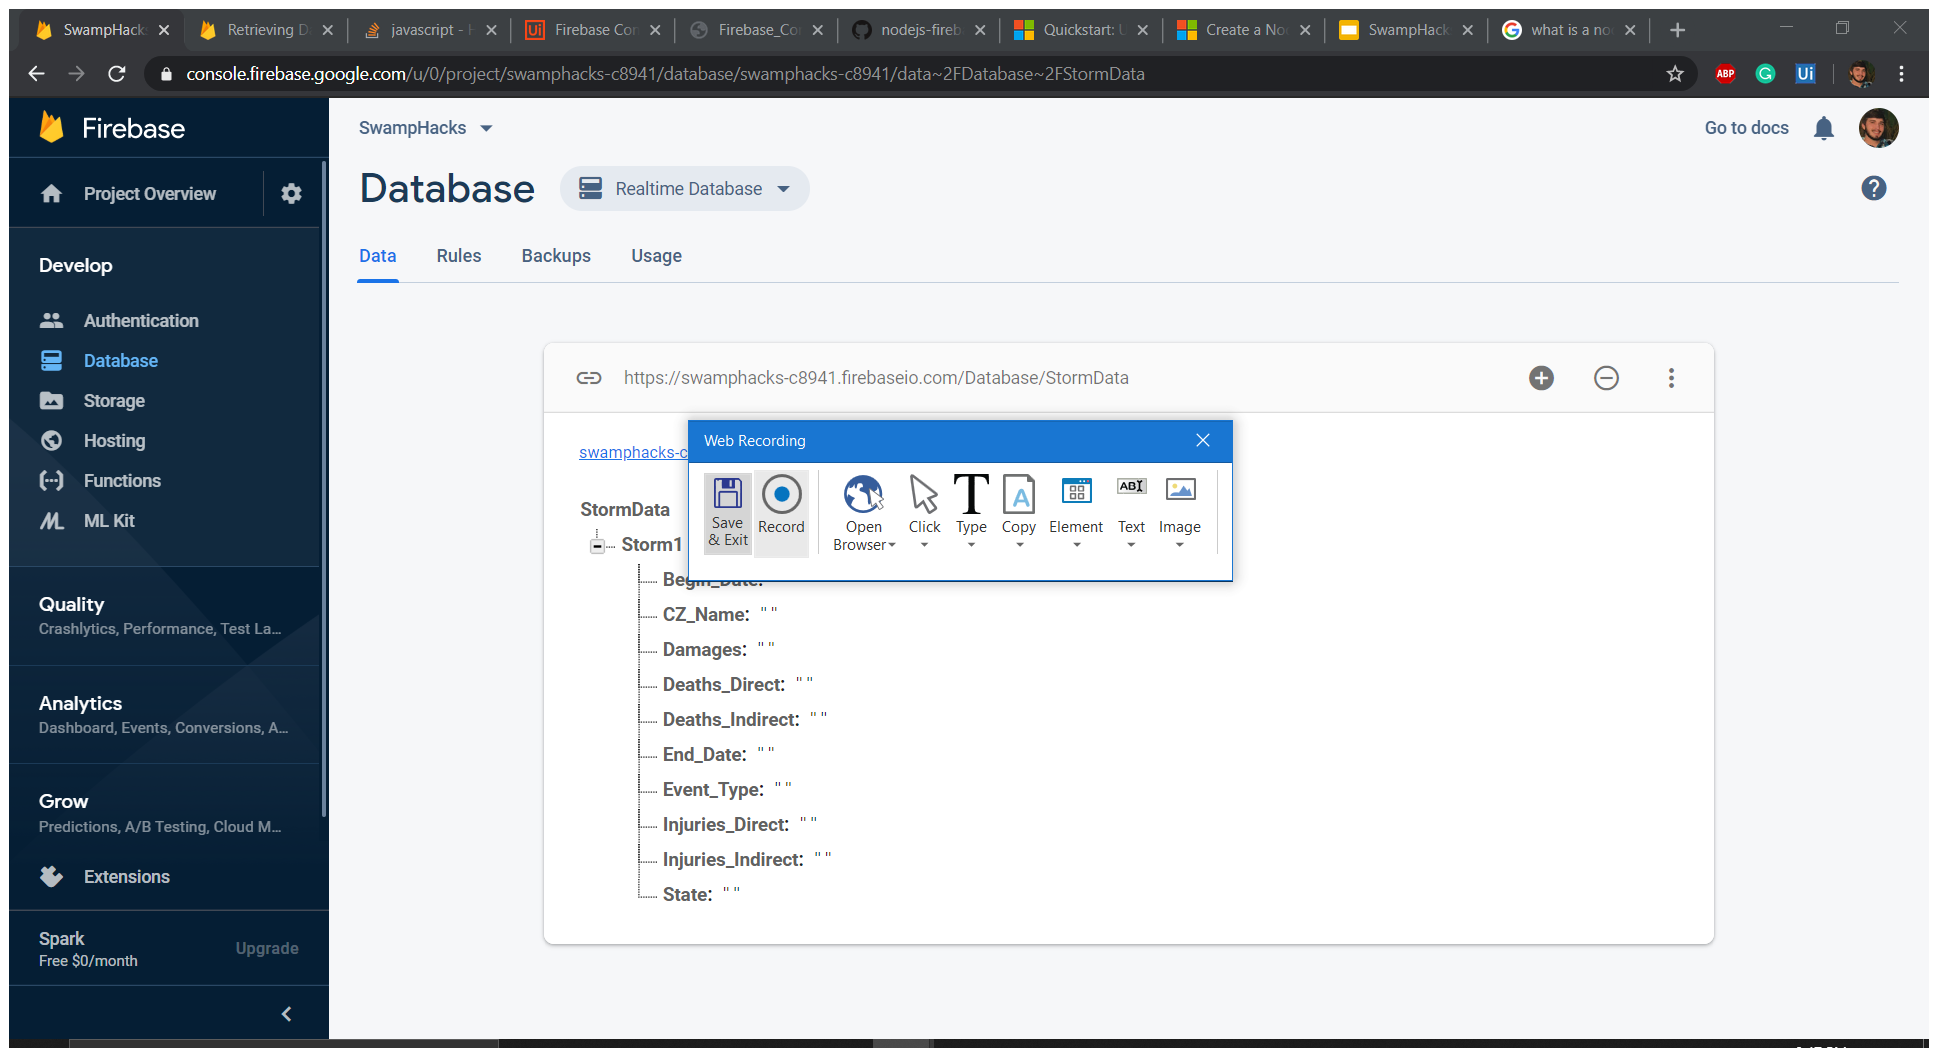 SwampHack
Retrieving D
javascript - H
Firebase Con
Firebase_Co
nodejs-fireb
Quickstart: U
Create a No
SwampHack
what is a no
console.firebase.google.com/u/0/project/swamphacks-c8941/database/swamphacks-c8941/data~2FDatabase~2FStormData
ABP
Ui
Firebase
SwampHacks
Go to docs
Project Overview
Database
Realtime Database
Data
Rules
Backups
Usage
Develop
Authentication
Database
Storage
Hosting
Functions
ML Kit
Quality
Crashlytics, Performance, Test La...
Analytics
Dashboard, Events, Conversions, A...
Grow
Predictions, A/B Testing, Cloud M...
Extensions
Spark
Free $0/month
Upgrade
https://swamphacks-c8941.firebaseio.com/Database/StormData
swamphacks-c
Web Recording
Save & Exit
Record
Open Browser
Click
Type
Copy
Element
Text
Image
StormData
Storm1
Begin_Date:
CZ_Name: ""
Damages: ""
Deaths_Direct: ""
Deaths_Indirect: ""
End_Date: ""
Event_Type: ""
Injuries_Direct: ""
Injuries_Indirect: ""
State: ""